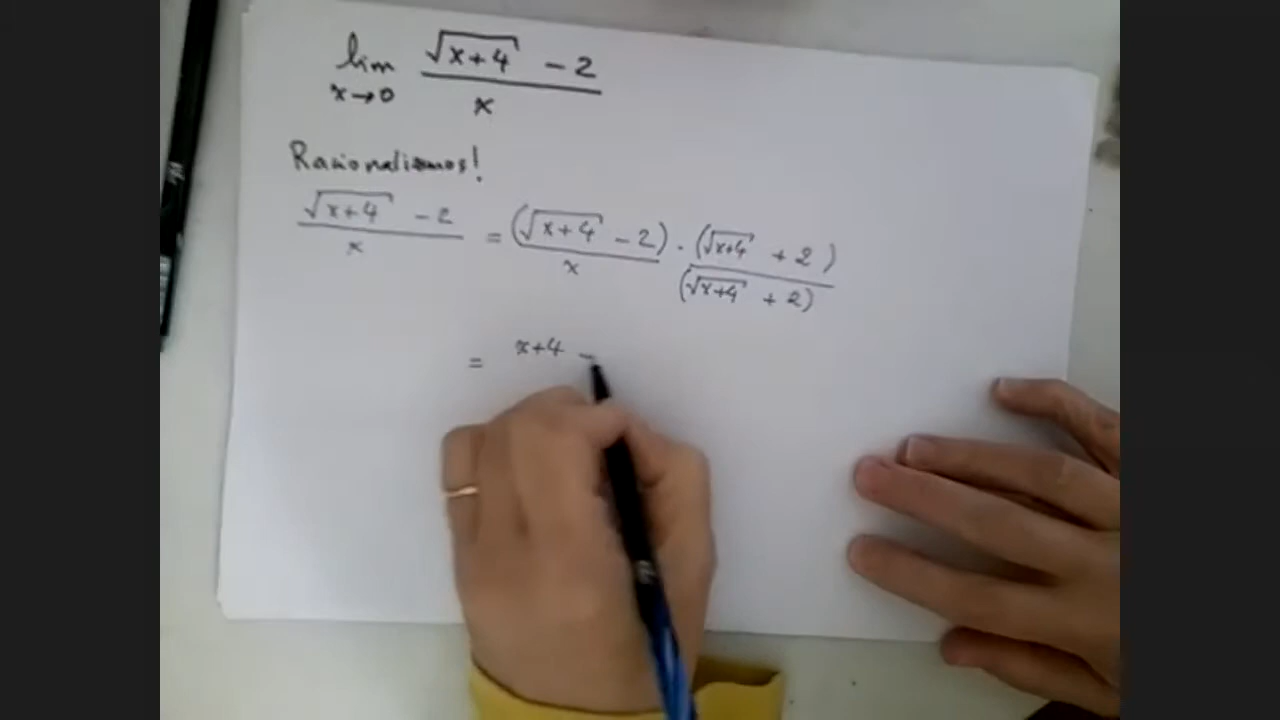 lim √(x+4) - 2 / x
x→0
Racionalizamos!
√(x+4) - 2 / x = (√(x+4) - 2) / x · (√(x+4) + 2) / (√(x+4) + 2)
= x+4 -